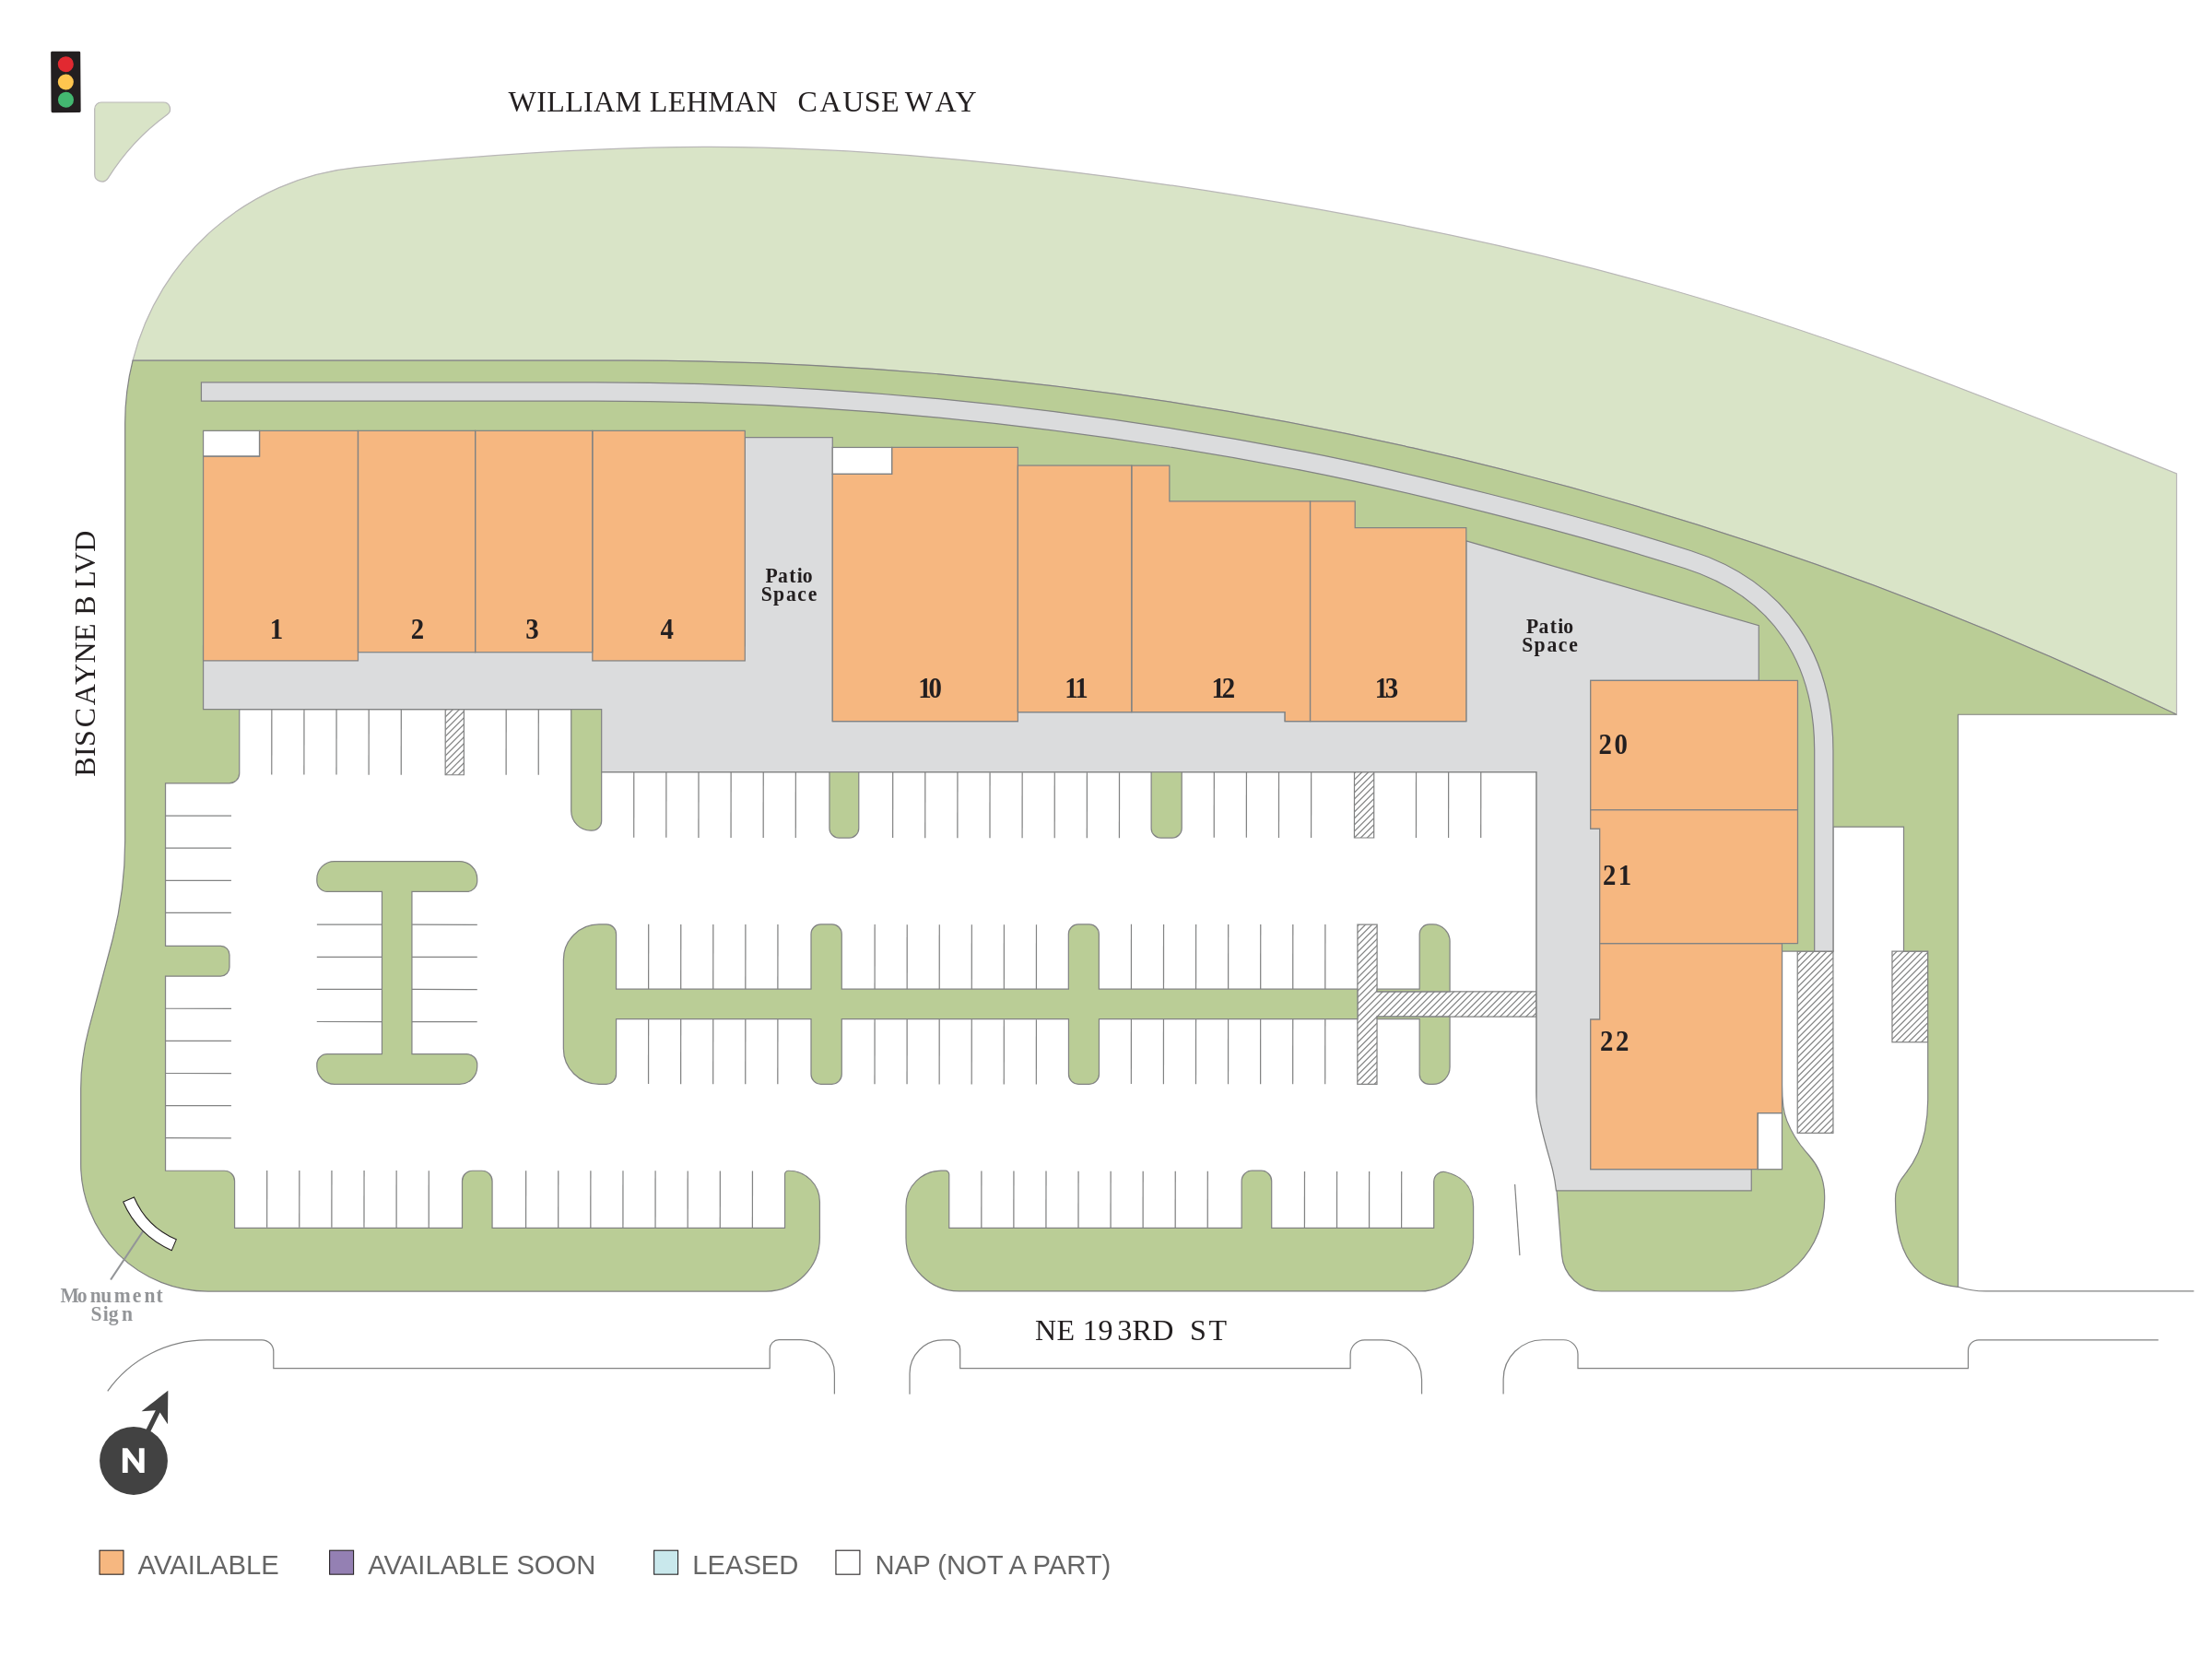 WILLIAM LEHMAN CAUSEWAY
BISCAYNE BLVD
Patio
Space
Patio
Space
1
2
3
4
10
11
12
13
20
21
22
Monument
Sign
NE 193RD ST
N
AVAILABLE
AVAILABLE SOON
LEASED
NAP (NOT A PART)